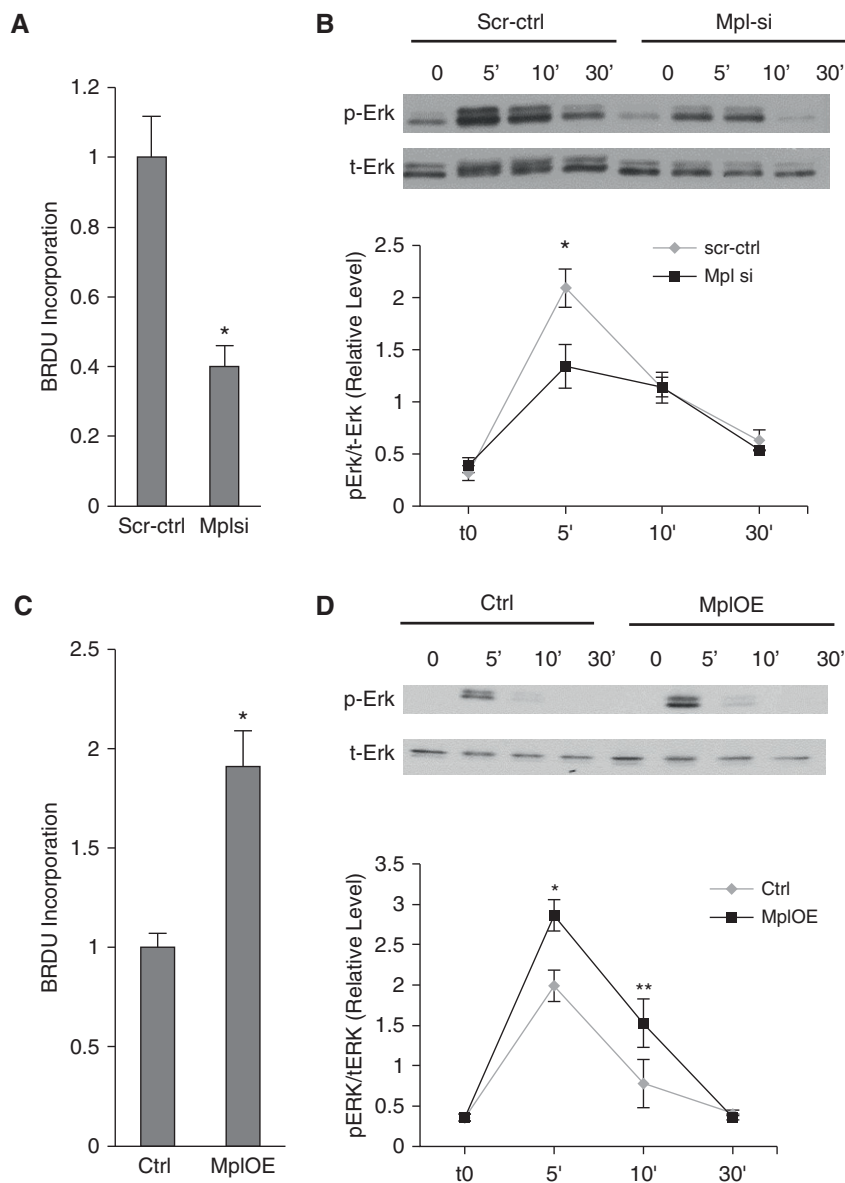 A
BRDU Incorporation
1.2
1
0.8
0.6
0.4
0.2
0
*
Scr-ctrl Mplsi
B
Scr-ctrl Mpl-si
0 5’ 10’ 30’ 0 5’ 10’ 30’
p-Erk
t-Erk
pErk/t-Erk (Relative Level)
2.5
2
1.5
1
0.5
0
*
scr-ctrl
Mpl si
t0 5' 10' 30'
C
BRDU Incorporation
2.5
2
1.5
1
0.5
0
*
Ctrl MplOE
D
Ctrl MplOE
0 5’ 10’ 30’ 0 5’ 10’ 30’
p-Erk
t-Erk
pERK/tERK (Relative Level)
3.5
3
2.5
2
1.5
1
0.5
0
*
**
Ctrl
MplOE
t0 5' 10' 30'